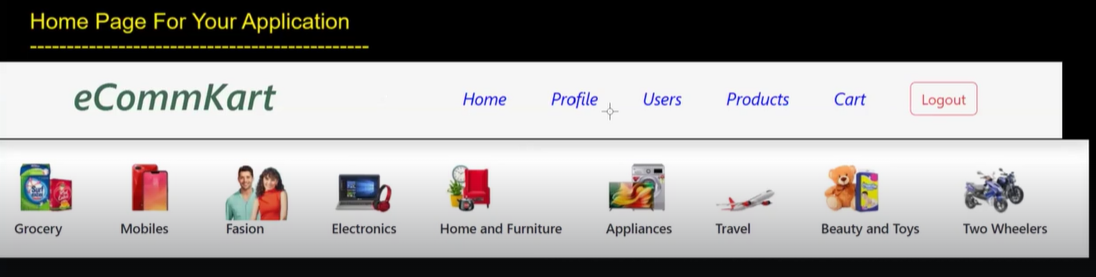 Home Page For Your Application
----------------------------------------------
eCommKart Home Profile Users Products Cart Logout
Grocery Mobiles Fasion Electronics Home and Furniture Appliances Travel Beauty and Toys Two Wheelers